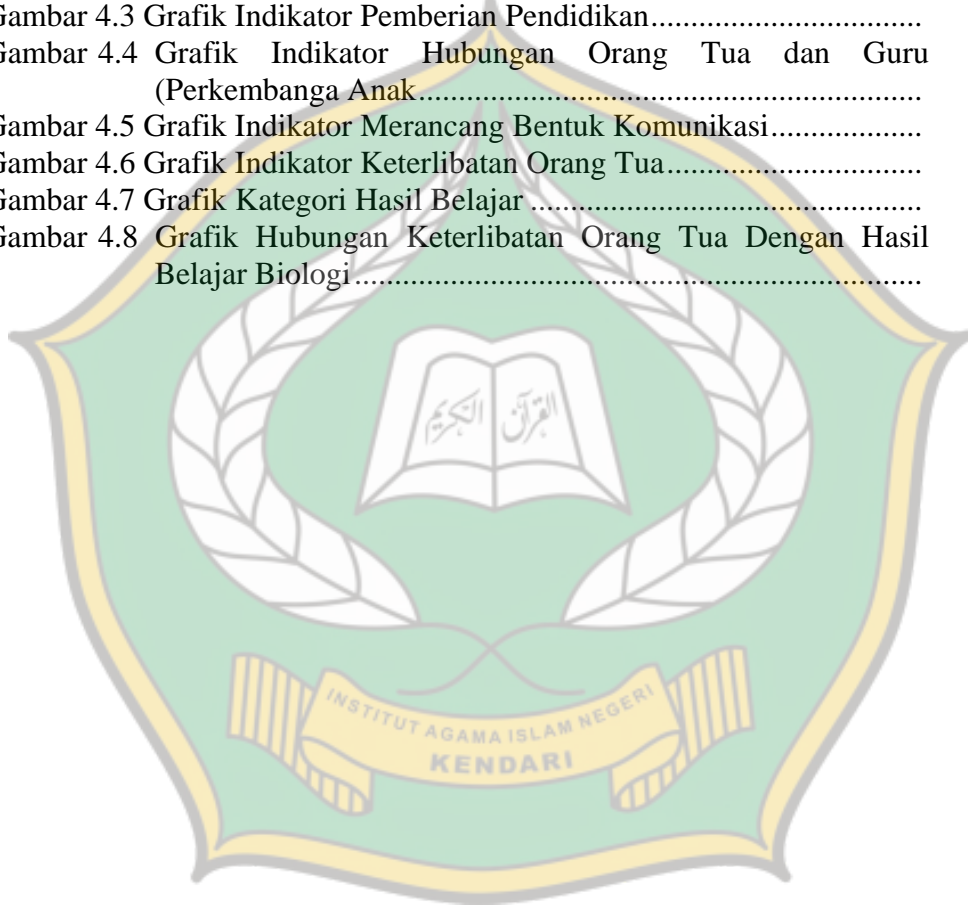 Gambar 4.3 Grafik Indikator Pemberian Pendidikan................................
Gambar 4.4 Grafik Indikator Hubungan Orang Tua dan Guru
(Perkembanga Anak............................................................
Gambar 4.5 Grafik Indikator Merancang Bentuk Komunikasi..................
Gambar 4.6 Grafik Indikator Keterlibatan Orang Tua..............................
Gambar 4.7 Grafik Kategori Hasil Belajar ..............................................
Gambar 4.8 Grafik Hubungan Keterlibatan Orang Tua Dengan Hasil
Belajar Biologi....................................................................
القرآن الكريم
INSTITUT AGAMA ISLAM NEGERI
KENDARI